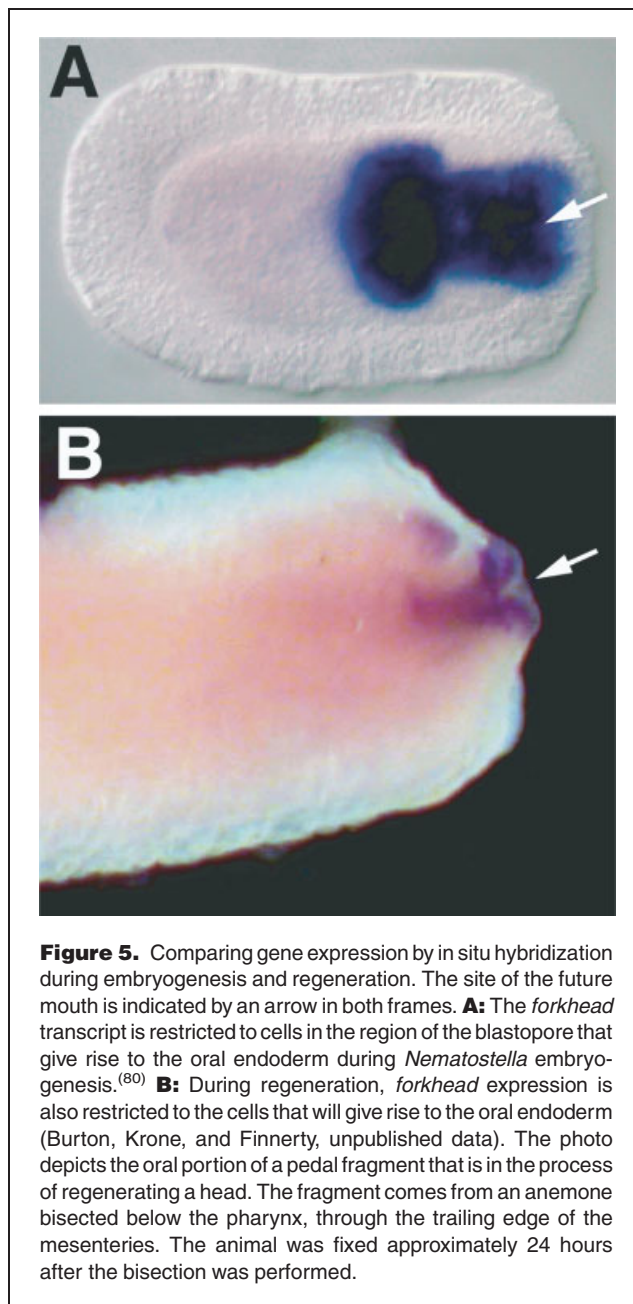 A
B
Figure 5. Comparing gene expression by in situ hybridization
during embryogenesis and regeneration. The site of the future
mouth is indicated by an arrow in both frames. A: The forkhead
transcript is restricted to cells in the region of the blastopore that
give rise to the oral endoderm during Nematostella embryo-
genesis.(80) B: During regeneration, forkhead expression is
also restricted to the cells that will give rise to the oral endoderm
(Burton, Krone, and Finnerty, unpublished data). The photo
depicts the oral portion of a pedal fragment that is in the process
of regenerating a head. The fragment comes from an anemone
bisected below the pharynx, through the trailing edge of the
mesenteries. The animal was fixed approximately 24 hours
after the bisection was performed.